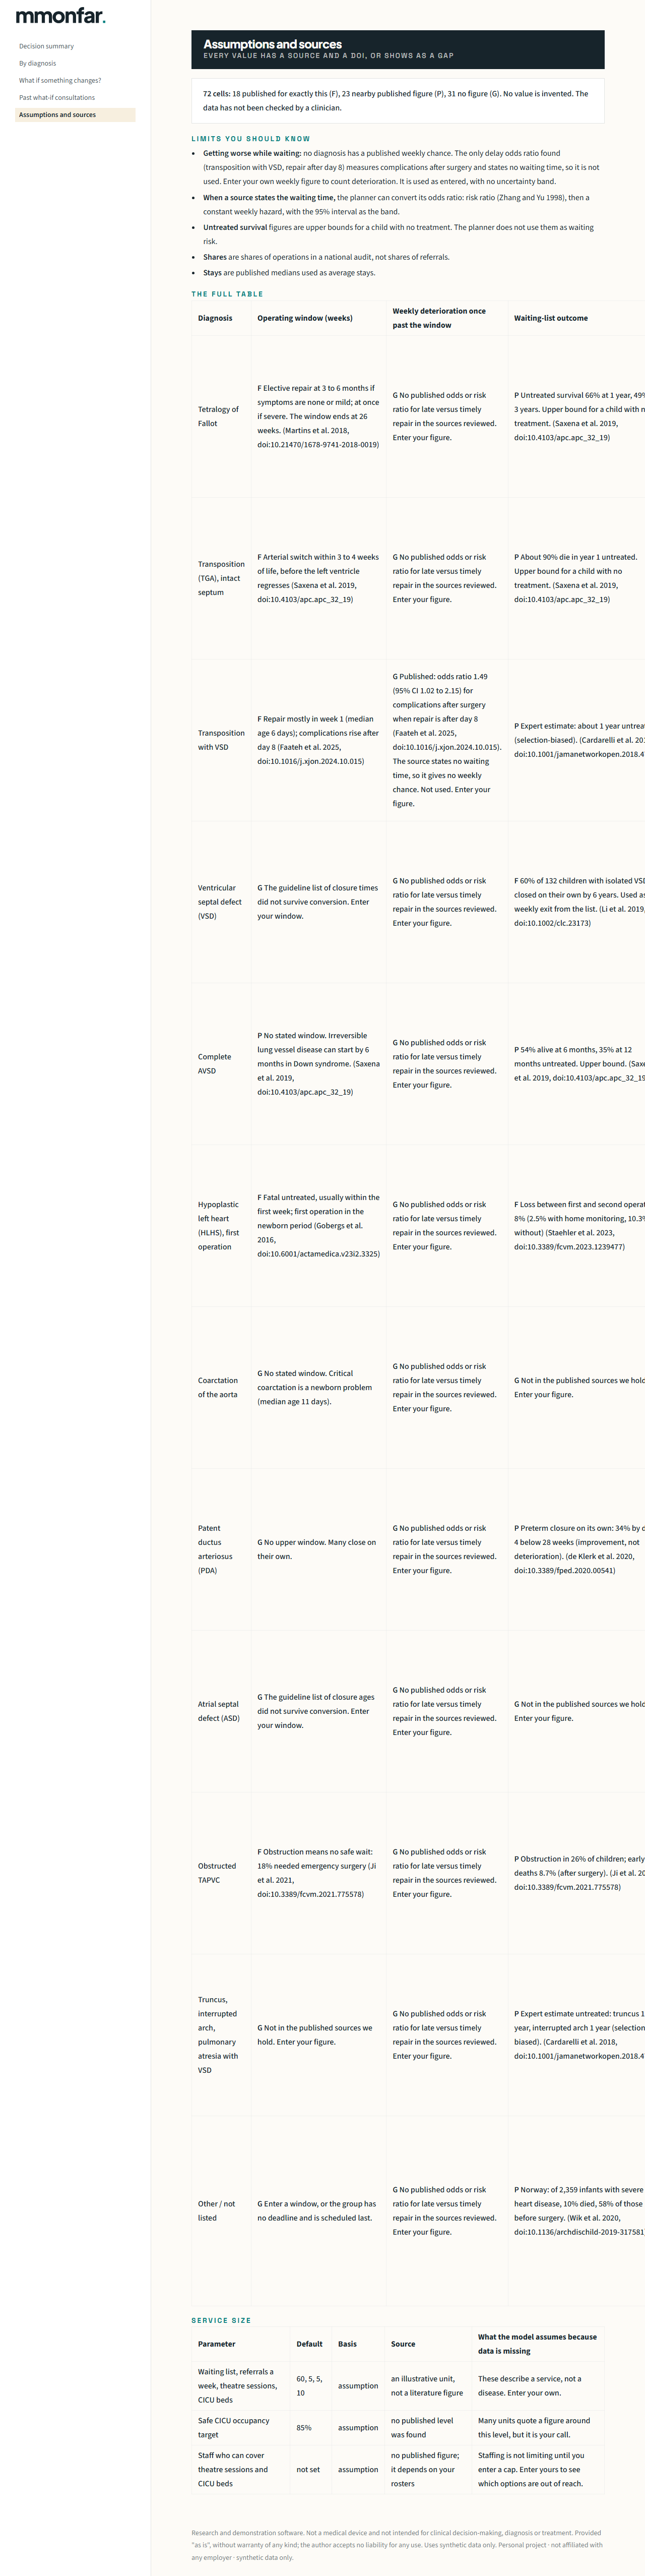 mmonfar.
Decision summary
By diagnosis
What if something changes?
Past what-if consultations
Assumptions and sources
Assumptions and sources
EVERY VALUE HAS A SOURCE AND A DOI, OR SHOWS AS A GAP
72 cells: 18 published for exactly this (F), 23 nearby published figure (P), 31 no figure (G). No value is invented. The
data has not been checked by a clinician.
LIMITS YOU SHOULD KNOW
• Getting worse while waiting: no diagnosis has a published weekly chance. The only delay odds ratio found
(transposition with VSD, repair after day 8) measures complications after surgery and states no waiting time, so it is not
used. Enter your own weekly figure to count deterioration. It is used as entered, with no uncertainty band.
• When a source states the waiting time, the planner can convert its odds ratio: risk ratio (Zhang and Yu 1998), then a
constant weekly hazard, with the 95% interval as the band.
• Untreated survival figures are upper bounds for a child with no treatment. The planner does not use them as waiting
risk.
• Shares are shares of operations in a national audit, not shares of referrals.
• Stays are published medians used as average stays.
THE FULL TABLE
Diagnosis
Operating window (weeks)
Weekly deterioration once
past the window
Waiting-list outcome
Tetralogy of
Fallot
F Elective repair at 3 to 6 months if
symptoms are none or mild; at once
if severe. The window ends at 26
weeks. (Martins et al. 2018,
doi:10.21470/1678-9741-2018-0019)
G No published odds or risk
ratio for late versus timely
repair in the sources reviewed.
Enter your figure.
P Untreated survival 66% at 1 year, 49%
3 years. Upper bound for a child with n
treatment. (Saxena et al. 2019,
doi:10.4103/apc.apc_32_19)
Transposition
(TGA), intact
septum
F Arterial switch within 3 to 4 weeks
of life, before the left ventricle
regresses (Saxena et al. 2019,
doi:10.4103/apc.apc_32_19)
G No published odds or risk
ratio for late versus timely
repair in the sources reviewed.
Enter your figure.
P About 90% die in year 1 untreated.
Upper bound for a child with no
treatment. (Saxena et al. 2019,
doi:10.4103/apc.apc_32_19)
Transposition
with VSD
F Repair mostly in week 1 (median
age 6 days); complications rise after
day 8 (Faateh et al. 2025,
doi:10.1016/j.xjon.2024.10.015)
G Published: odds ratio 1.49
(95% CI 1.02 to 2.15) for
complications after surgery
when repair is after day 8
(Faateh et al. 2025,
doi:10.1016/j.xjon.2024.10.015).
The source states no waiting
time, so it gives no weekly
chance. Not used. Enter your
figure.
P Expert estimate: about 1 year untrea
(selection-biased). (Cardarelli et al. 20
doi:10.1001/jamanetworkopen.2018.4
Ventricular
septal defect
(VSD)
G The guideline list of closure times
did not survive conversion. Enter
your window.
G No published odds or risk
ratio for late versus timely
repair in the sources reviewed.
Enter your figure.
F 60% of 132 children with isolated VSD
closed on their own by 6 years. Used as
weekly exit from the list. (Li et al. 2019,
doi:10.1002/clc.23173)
Complete
AVSD
P No stated window. Irreversible
lung vessel disease can start by 6
months in Down syndrome. (Saxena
et al. 2019,
doi:10.4103/apc.apc_32_19)
G No published odds or risk
ratio for late versus timely
repair in the sources reviewed.
Enter your figure.
P 54% alive at 6 months, 35% at 12
months untreated. Upper bound. (Saxe
et al. 2019, doi:10.4103/apc.apc_32_19
Hypoplastic
left heart
(HLHS), first
operation
F Fatal untreated, usually within the
first week; first operation in the
newborn period (Gobergs et al.
2016,
doi:10.6001/actamedica.v23i2.3325)
G No published odds or risk
ratio for late versus timely
repair in the sources reviewed.
Enter your figure.
F Loss between first and second operat
8% (2.5% with home monitoring, 10.3%
without) (Staehler et al. 2023,
doi:10.3389/fcvm.2023.1239477)
Coarctation
of the aorta
G No stated window. Critical
coarctation is a newborn problem
(median age 11 days).
G No published odds or risk
ratio for late versus timely
repair in the sources reviewed.
Enter your figure.
G Not in the published sources we hold
Enter your figure.
Patent
ductus
arteriosus
(PDA)
G No upper window. Many close on
their own.
G No published odds or risk
ratio for late versus timely
repair in the sources reviewed.
Enter your figure.
P Preterm closure on its own: 34% by d
4 below 28 weeks (improvement, not
deterioration). (de Klerk et al. 2020,
doi:10.3389/fped.2020.00541)
Atrial septal
defect (ASD)
G The guideline list of closure ages
did not survive conversion. Enter
your window.
G No published odds or risk
ratio for late versus timely
repair in the sources reviewed.
Enter your figure.
G Not in the published sources we hold
Enter your figure.
Obstructed
TAPVC
F Obstruction means no safe wait:
18% needed emergency surgery (Ji
et al. 2021,
doi:10.3389/fcvm.2021.775578)
G No published odds or risk
ratio for late versus timely
repair in the sources reviewed.
Enter your figure.
P Obstruction in 26% of children; early
deaths 8.7% (after surgery). (Ji et al. 20
doi:10.3389/fcvm.2021.775578)
Truncus,
interrupted
arch,
pulmonary
atresia with
VSD
G Not in the published sources we
hold. Enter your figure.
G No published odds or risk
ratio for late versus timely
repair in the sources reviewed.
Enter your figure.
P Expert estimate untreated: truncus 1
year, interrupted arch 1 year (selection
biased). (Cardarelli et al. 2018,
doi:10.1001/jamanetworkopen.2018.4
Other / not
listed
G Enter a window, or the group has
no deadline and is scheduled last.
G No published odds or risk
ratio for late versus timely
repair in the sources reviewed.
Enter your figure.
P Norway: of 2,359 infants with severe
heart disease, 10% died, 58% of those
before surgery. (Wik et al. 2020,
doi:10.1136/archdischild-2019-317581
SERVICE SIZE
Parameter
Default
Basis
Source
What the model assumes because
data is missing
Waiting list, referrals a
week, theatre sessions,
CICU beds
60, 5, 5,
10
assumption
an illustrative unit,
not a literature figure
These describe a service, not a
disease. Enter your own.
Safe CICU occupancy
target
85%
assumption
no published level
was found
Many units quote a figure around
this level, but it is your call.
Staff who can cover
theatre sessions and
CICU beds
not set
assumption
no published figure;
it depends on your
rosters
Staffing is not limiting until you
enter a cap. Enter yours to see
which options are out of reach.
Research and demonstration software. Not a medical device and not intended for clinical decision-making, diagnosis or treatment. Provided
"as is", without warranty of any kind; the author accepts no liability for any use. Uses synthetic data only. Personal project · not affiliated with
any employer · synthetic data only.